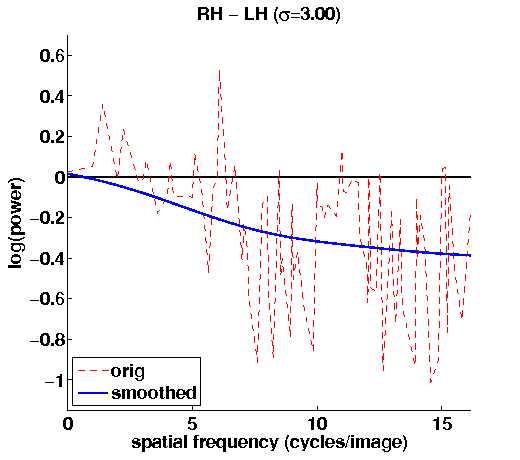 RH − LH (σ=3.00)
0.6
0.4
0.2
0
−0.2
−0.4
−0.6
−0.8
−1
log(power)
orig
smoothed
0 5 10 15
spatial frequency (cycles/image)